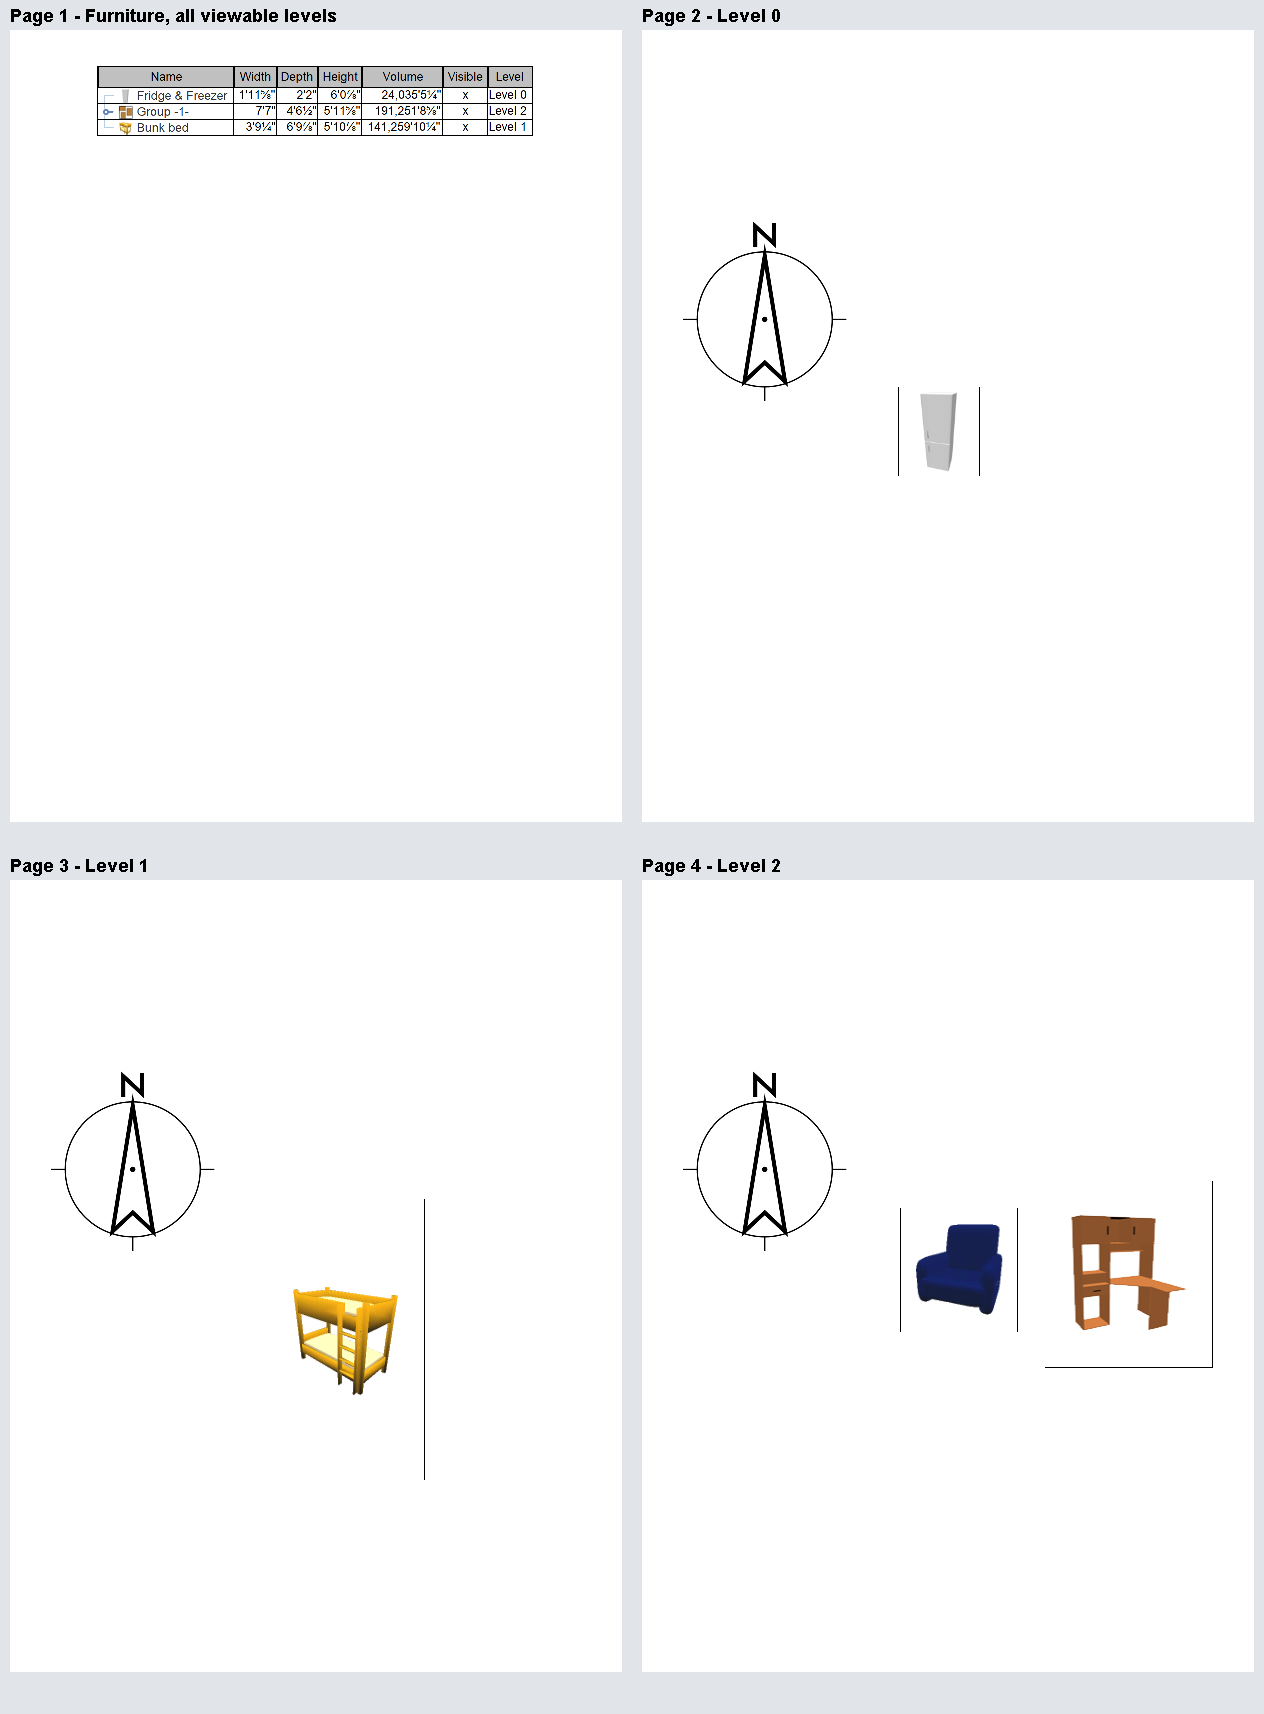 Page 1 - Furniture, all viewable levels
Name Width Depth Height Volume Visible Level
Fridge & Freezer 1'11⅝" 2'2" 6'0⅞" 24,035'5¼" x Level 0
Group -1- 7'7" 4'6½" 5'11⅝" 191,251'8⅝" x Level 2
Bunk bed 3'9¼" 6'9⅞" 5'10⅞" 141,259'10¼" x Level 1
Page 2 - Level 0
N
Page 3 - Level 1
N
Page 4 - Level 2
N